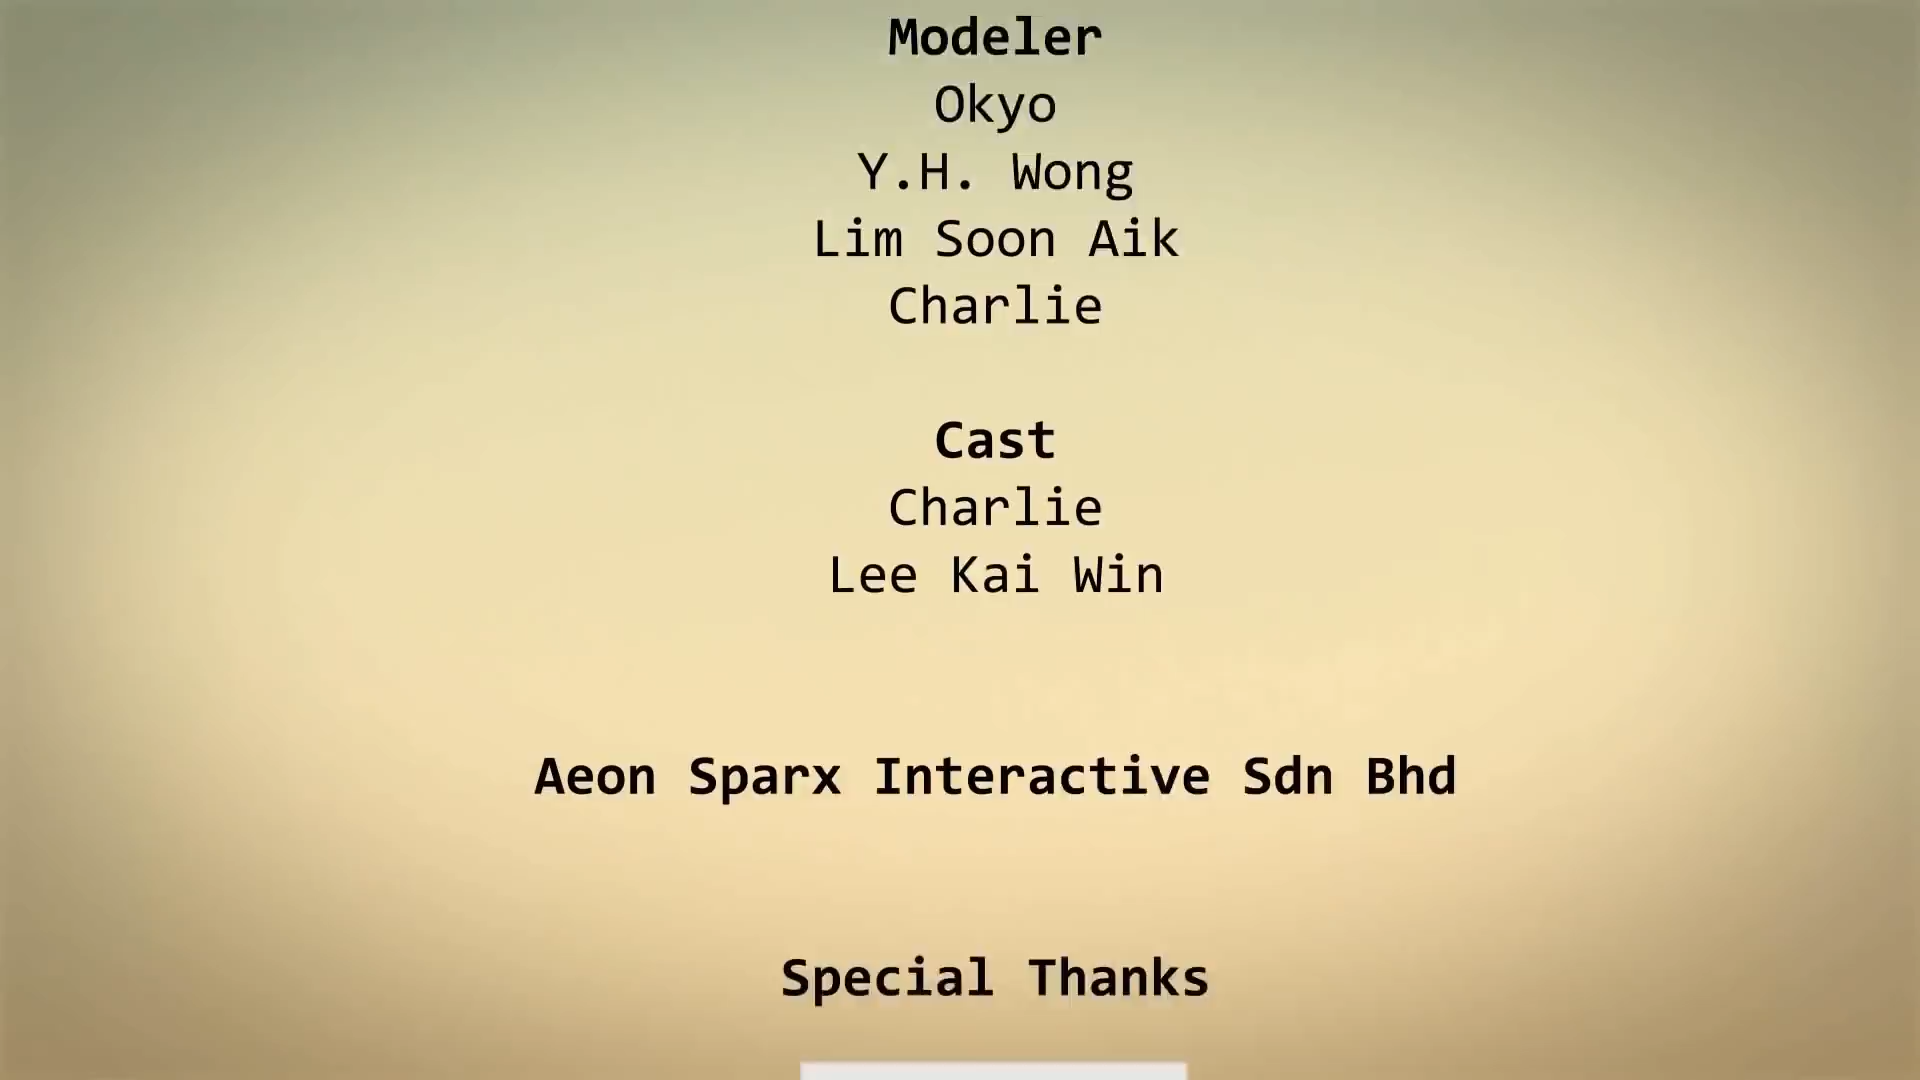 Modeler
Okyo
Y.H. Wong
Lim Soon Aik
Charlie
Cast
Charlie
Lee Kai Win
Aeon Sparx Interactive Sdn Bhd
Special Thanks